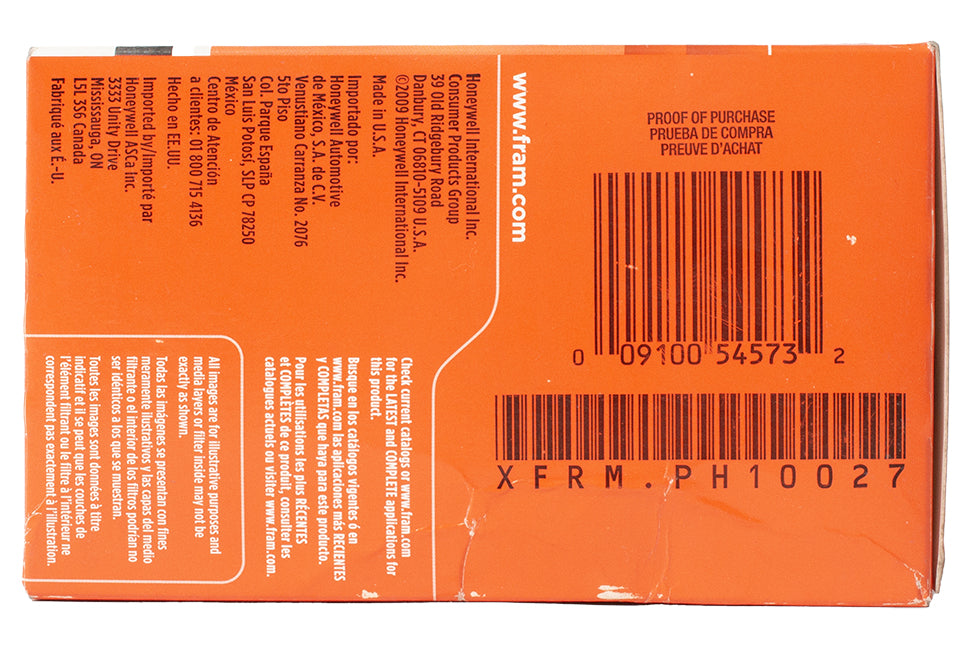 PROOF OF PURCHASE
PRUEBA DE COMPRA
PREUVE D'ACHAT
0 09100 54573 2
XFRM.PH10027
www.fram.com
Honeywell International Inc.
Consumer Products Group
39 Old Ridgebury Road
Danbury, CT 06810-5109 U.S.A.
©2009 Honeywell International Inc.
Made in U.S.A.
Importado por:
Honeywell Automotive
de México, S.A. de C.V.
Venustiano Carranza No. 2076
5to Piso
Col. Parque España
San Luis Potosí, SLP CP 78250
México
Centro de Atención
a clientes: 01 800 715 4136
Hecho en EE.UU.
Imported by/Importé par
Honeywell ASCa Inc.
3333 Unity Drive
Mississauga, ON
L5L 3S6 Canada
Fabriqué aux É.-U.
Check current catalogs or www.fram.com
for the LATEST and COMPLETE applications for
this product.
Busque en los catálogos vigentes ó en
www.fram.com las aplicaciones más RECIENTES
y COMPLETAS que haya para este producto.
Pour les utilisations les plus RÉCENTES
et COMPLÈTES de ce produit, consulter les
catalogues actuels ou visiter www.fram.com.
All images are for illustrative purposes and
media layers or filter inside may not be
exactly as shown.
Todas las imágenes se presentan con fines
meramente ilustrativos y las capas del medio
filtrante o el interior de los filtros podrían no
ser idénticos a los que se muestran.
Toutes les images sont données à titre
indicatif et il se peut que les couches de
l'élément filtrant ou le filtre à l'intérieur ne
correspondent pas exactement à l'illustration.